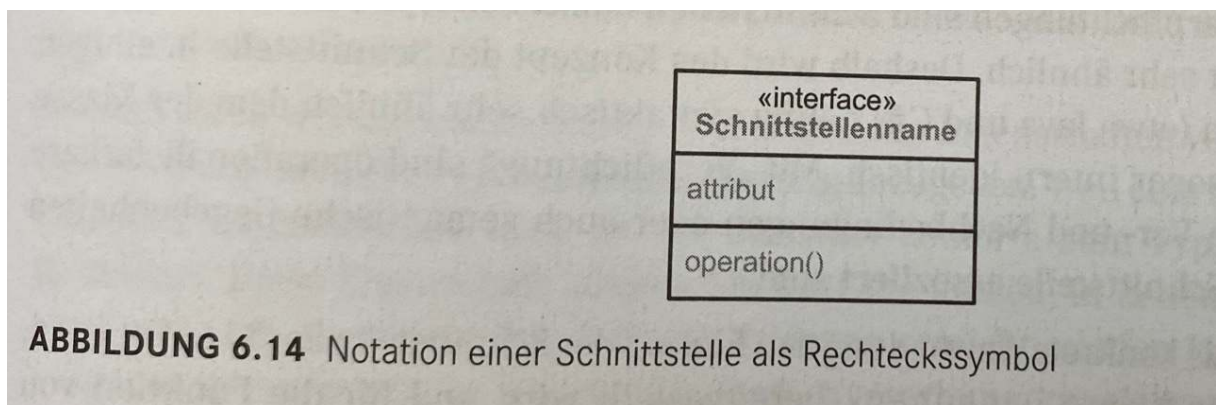 «interface»
Schnittstellenname
attribut
operation()
ABBILDUNG 6.14 Notation einer Schnittstelle als Rechteckssymbol